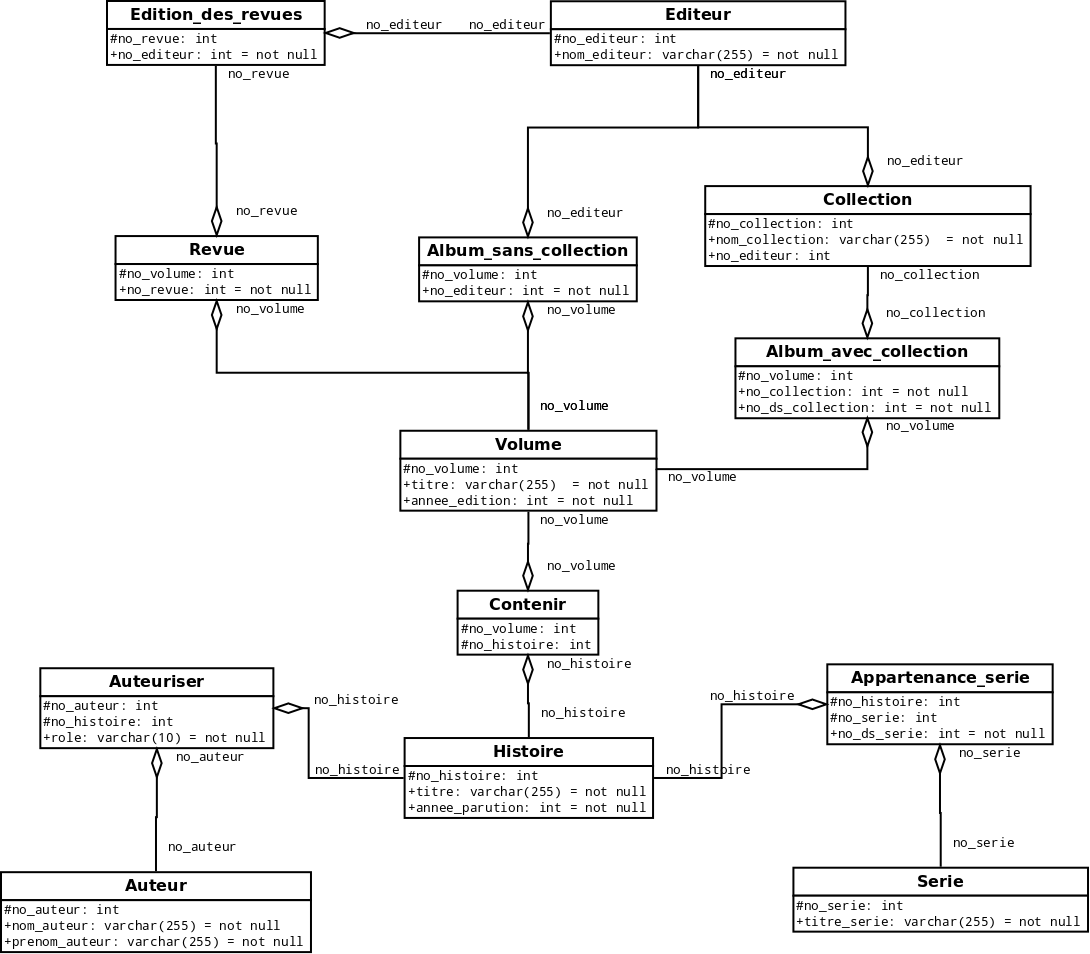 Edition_des_revues
#no_revue: int
+no_editeur: int = not null
no_editeur
no_editeur
Editeur
#no_editeur: int
+nom_editeur: varchar(255) = not null
no_revue
no_editeur
no_editeur
no_revue
no_editeur
Collection
#no_collection: int
+nom_collection: varchar(255)  = not null
+no_editeur: int
Revue
#no_volume: int
+no_revue: int = not null
Album_sans_collection
#no_volume: int
+no_editeur: int = not null
no_collection
no_volume
no_volume
no_collection
Album_avec_collection
#no_volume: int
+no_collection: int = not null
+no_ds_collection: int = not null
no_volume
no_volume
Volume
#no_volume: int
+titre: varchar(255)  = not null
+annee_edition: int = not null
no_volume
no_volume
no_volume
Contenir
#no_volume: int
#no_histoire: int
no_histoire
Auteuriser
#no_auteur: int
#no_histoire: int
+role: varchar(10) = not null
no_histoire
no_histoire
Appartenance_serie
#no_histoire: int
#no_serie: int
+no_ds_serie: int = not null
no_histoire
no_auteur
no_histoire
Histoire
#no_histoire: int
+titre: varchar(255) = not null
+annee_parution: int = not null
no_histoire
no_serie
no_auteur
no_serie
Auteur
#no_auteur: int
+nom_auteur: varchar(255) = not null
+prenom_auteur: varchar(255) = not null
Serie
#no_serie: int
+titre_serie: varchar(255) = not null